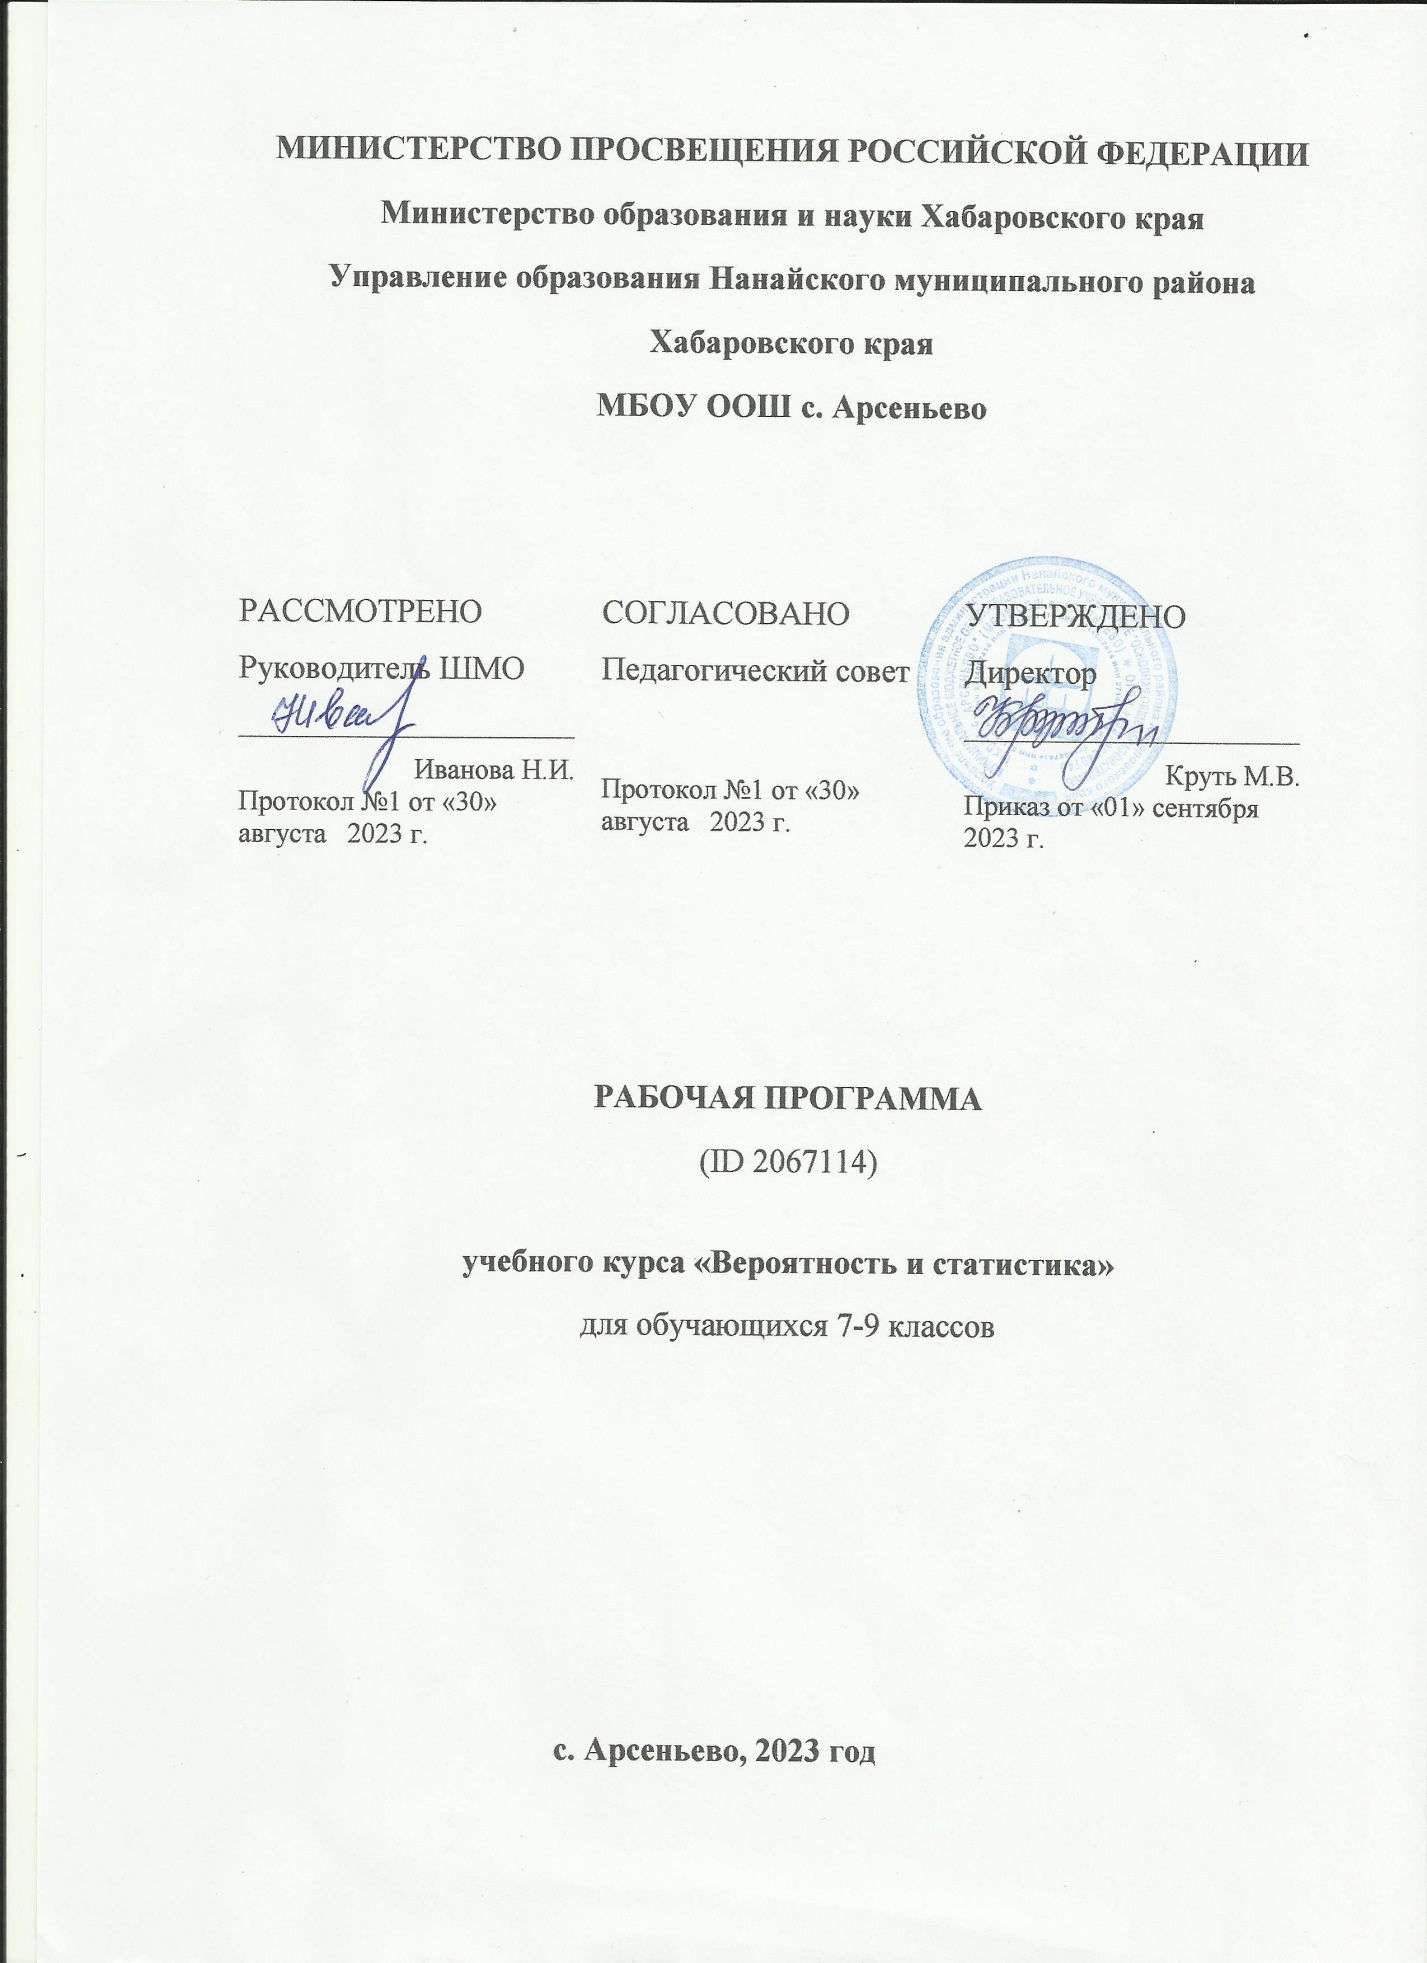 МИНИСТЕРСТВО ПРОСВЕЩЕНИЯ РОССИЙСКОЙ ФЕДЕРАЦИИ
Министерство образования и науки Хабаровского края
Управление образования Нанайского муниципального района
Хабаровского края
МБОУ ООШ с. Арсеньево
РАССМОТРЕНО
Руководитель ШМО
Иванова Н.И.
Протокол №1 от «30»
августа 2023 г.
СОГЛАСОВАНО
Педагогический совет
Протокол №1 от «30»
августа 2023 г.
УТВЕРЖДЕНО
Директор
Круть М.В.
Приказ от «01» сентября
2023 г.
РАБОЧАЯ ПРОГРАММА
(ID 2067114)
учебного курса «Вероятность и статистика»
для обучающихся 7-9 классов
с. Арсеньево, 2023 год